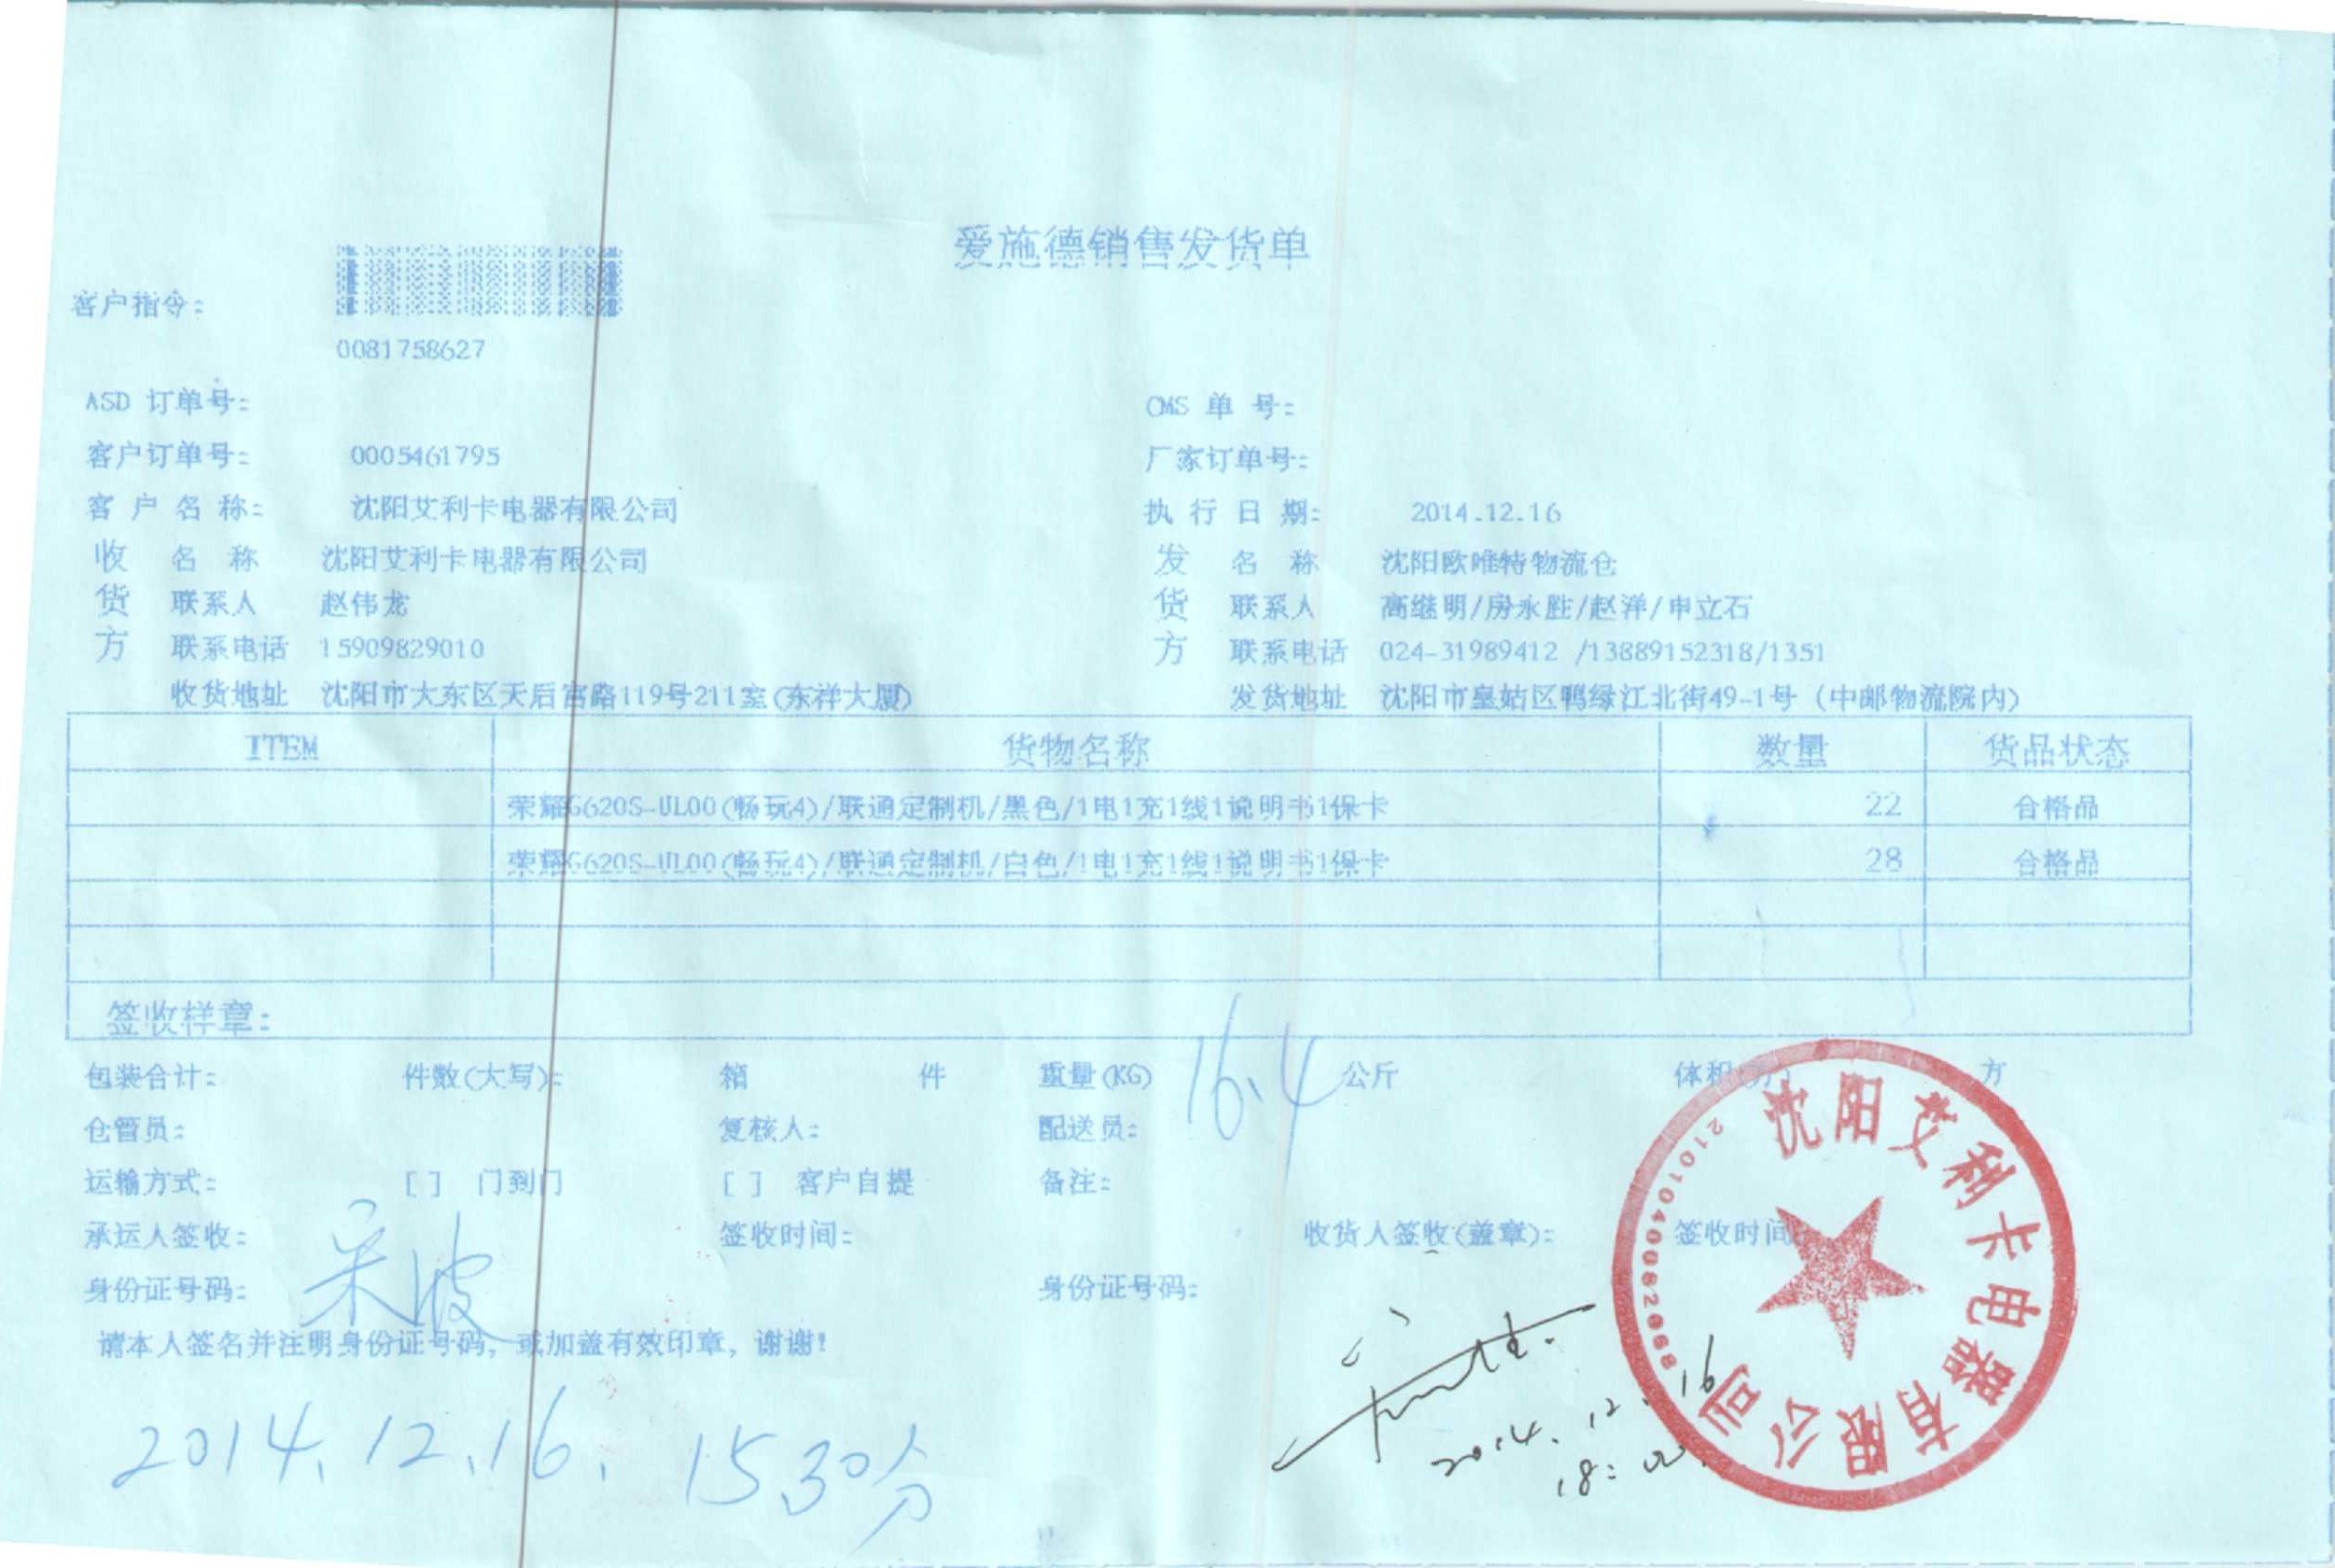 爱施德销售发货单
客户指令:
0081758627
ASD 订单号: CMS 单 号:
客户订单号: 0005461795 厂家订单号:
客 户 名 称: 沈阳艾利卡电器有限公司 执 行 日 期: 2014.12.16
收 名 称 沈阳艾利卡电器有限公司 发 名 称 沈阳欧唯特物流仓
货 联系人 赵伟龙 货 联系人 高继明/房永胜/赵洋/申立石
方 联系电话 15909829010 方 联系电话 024-31989412 /13889152318/1351
收货地址 沈阳市大东区天后宫路119号211室(东祥大厦) 发货地址 沈阳市皇姑区鸭绿江北街49-1号 (中邮物流院内)
ITEM 货物名称 数量 货品状态
荣耀G620S-UL00(畅玩4)/联通定制机/黑色/1电1充1线1说明书1保卡 22 合格品
荣耀G620S-UL00(畅玩4)/联通定制机/白色/1电1充1线1说明书1保卡 28 合格品
签收样章:
包装合计: 件数(大写): 箱 件 重量(KG) 16.4 公斤 体积(方) 方
仓管员: 复核人: 配送员:
运输方式: [ ] 门到门 [ ] 客户自提 备注:
承运人签收: 签收时间: 收货人签收(盖章): 签收时间:
身份证号码: 身份证号码:
请本人签名并注明身份证号码, 或加盖有效印章, 谢谢!
2014.12.16. 15.30分
2014.12.16
18:00
沈阳艾利卡电器有限公司
2101040082098